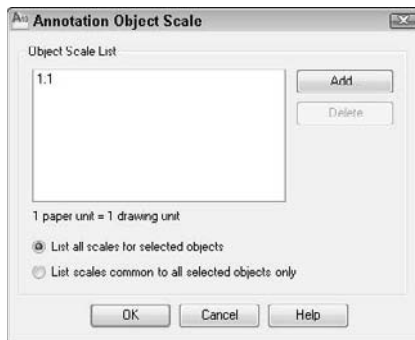 Annotation Object Scale
Object Scale List
1:1
Add...
Delete
1 paper unit = 1 drawing unit
List all scales for selected objects
List scales common to all selected objects only
OK
Cancel
Help